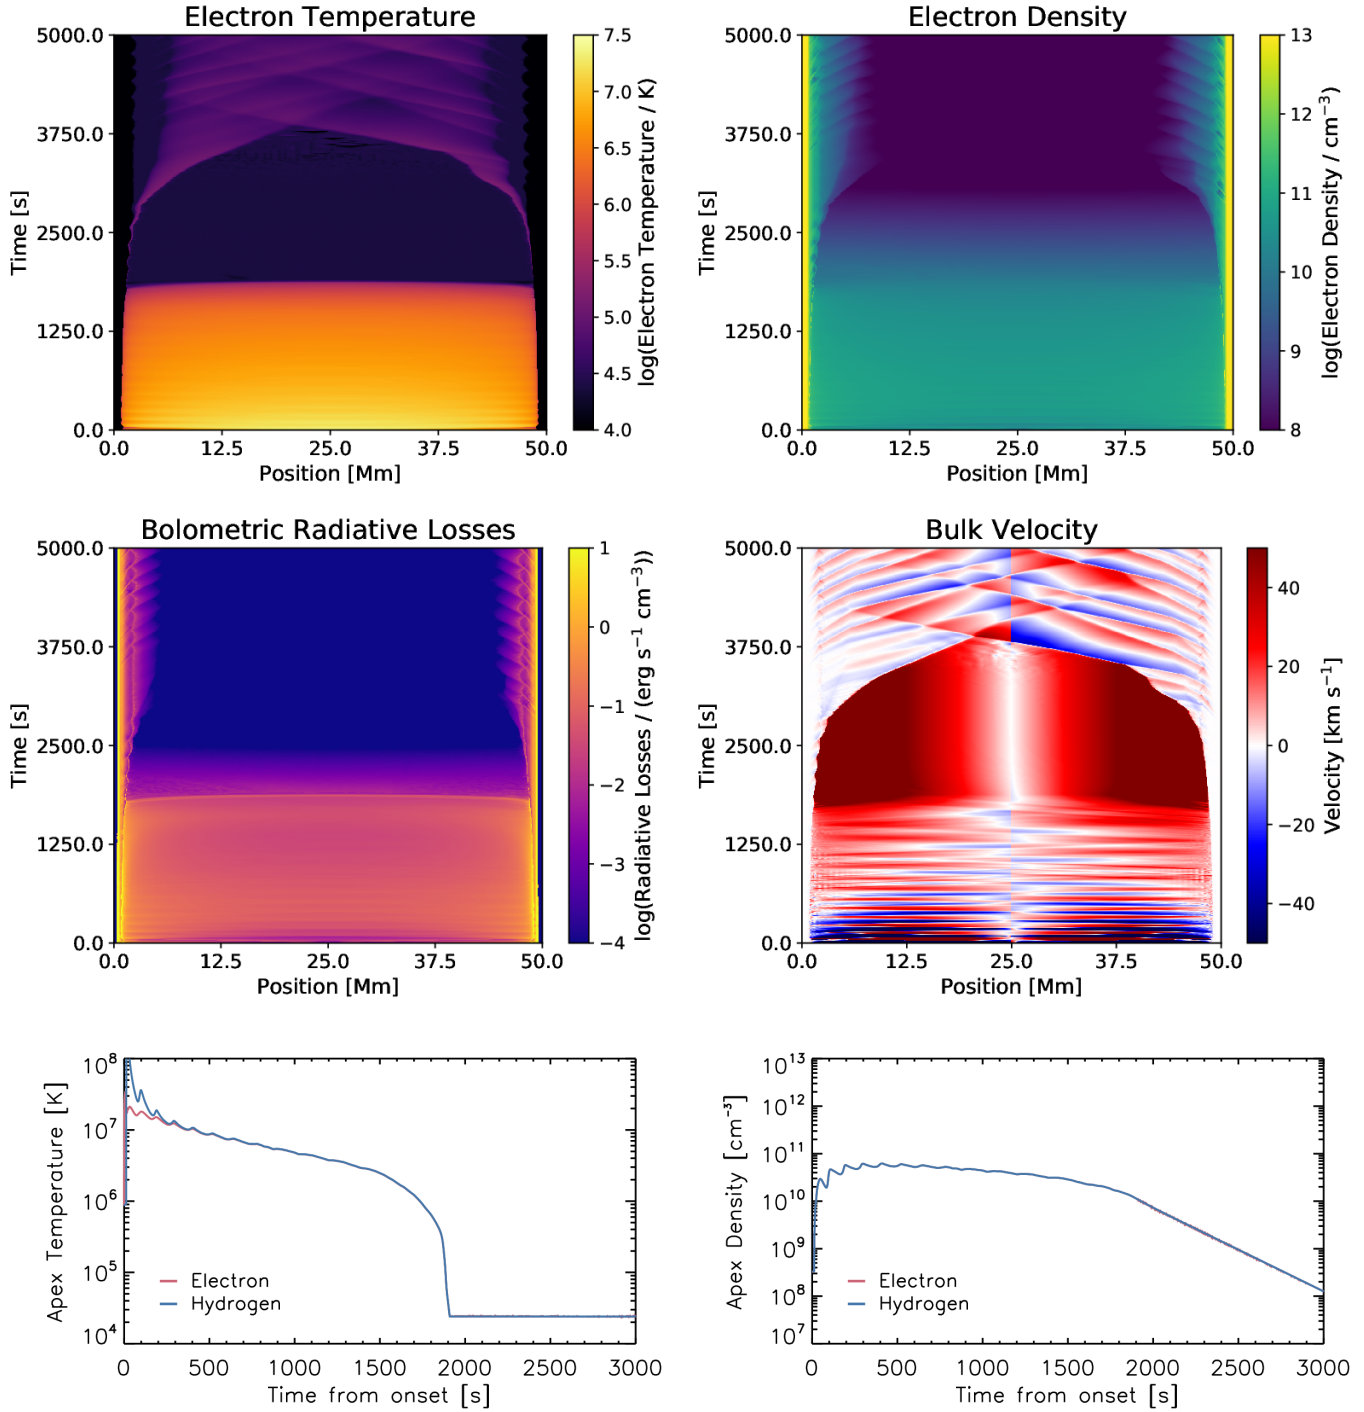 Electron Temperature
5000.0
3750.0
2500.0
1250.0
0.0
Time [s]
0.0 12.5 25.0 37.5 50.0
Position [Mm]
7.5
7.0
6.5
6.0
5.5
5.0
4.5
4.0
log(Electron Temperature / K)
Electron Density
5000.0
3750.0
2500.0
1250.0
0.0
Time [s]
0.0 12.5 25.0 37.5 50.0
Position [Mm]
13
12
11
10
9
8
log(Electron Density / cm⁻³)
Bolometric Radiative Losses
5000.0
3750.0
2500.0
1250.0
0.0
Time [s]
0.0 12.5 25.0 37.5 50.0
Position [Mm]
1
0
−1
−2
−3
−4
log(Radiative Losses / (erg s⁻¹ cm⁻³))
Bulk Velocity
5000.0
3750.0
2500.0
1250.0
0.0
Time [s]
0.0 12.5 25.0 37.5 50.0
Position [Mm]
40
20
0
−20
−40
Velocity [km s⁻¹]
10⁸
10⁷
10⁶
10⁵
10⁴
Apex Temperature [K]
Electron
Hydrogen
0 500 1000 1500 2000 2500 3000
Time from onset [s]
10¹³
10¹²
10¹¹
10¹⁰
10⁹
10⁸
10⁷
Apex Density [cm⁻³]
Electron
Hydrogen
0 500 1000 1500 2000 2500 3000
Time from onset [s]